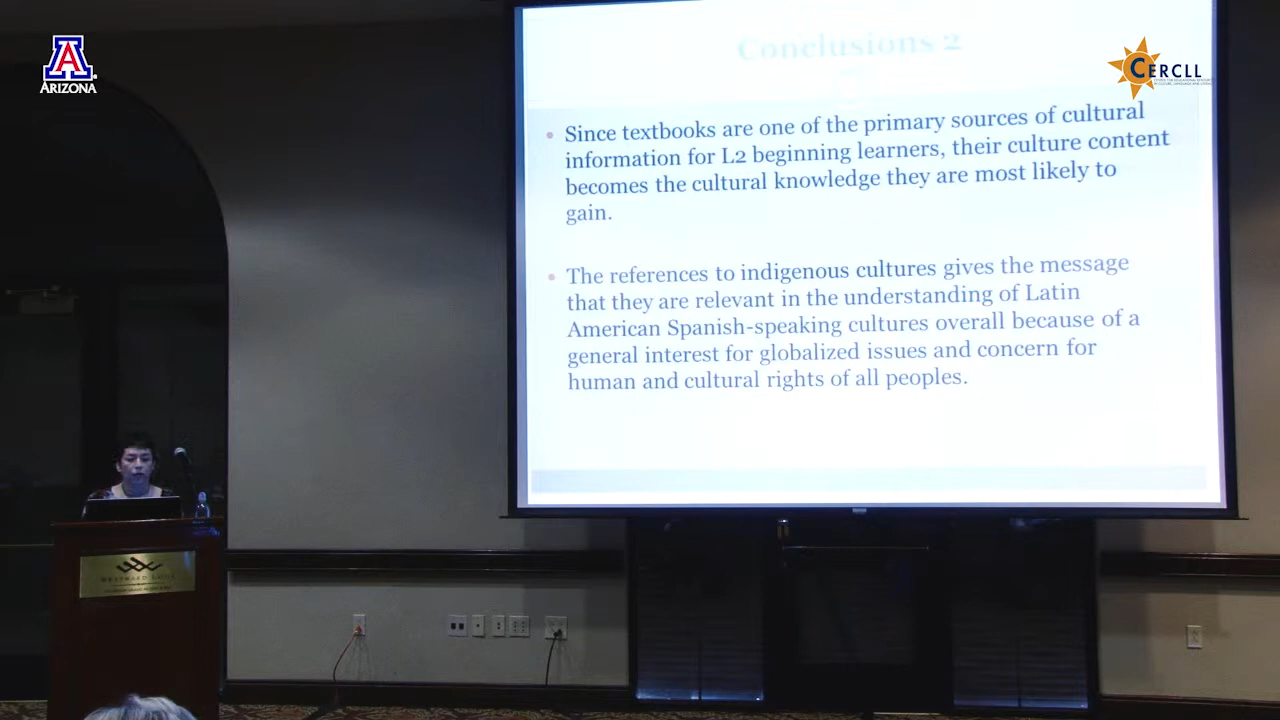 ARIZONA
Conclusions 2
CERCLL
• Since textbooks are one of the primary sources of cultural
information for L2 beginning learners, their culture content
becomes the cultural knowledge they are most likely to
gain.
• The references to indigenous cultures gives the message
that they are relevant in the understanding of Latin
American Spanish-speaking cultures overall because of a
general interest for globalized issues and concern for
human and cultural rights of all peoples.
WESTWARD LOOK